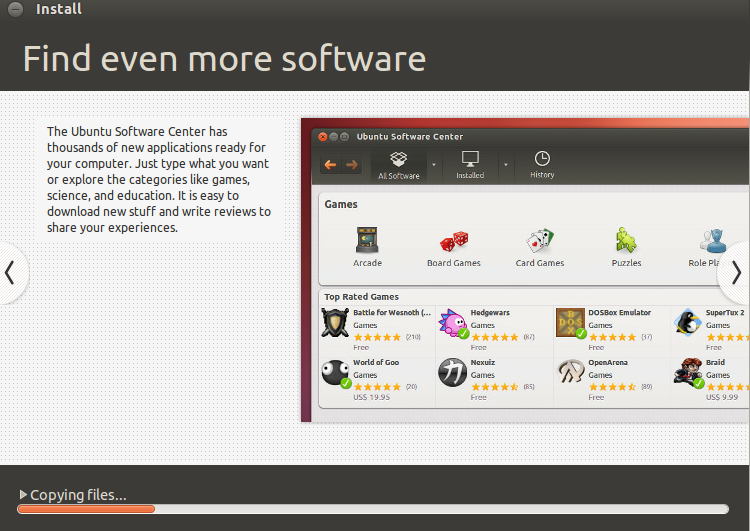 Install
Find even more software
The Ubuntu Software Center has
thousands of new applications ready for
your computer. Just type what you want
or explore the categories like games,
science, and education. It is easy to
download new stuff and write reviews to
share your experiences.
Ubuntu Software Center
All Software
Installed
History
Games
Arcade
Board Games
Card Games
Puzzles
Role Pla
Top Rated Games
Battle for Wesnoth (...
Games
(210)
Free
Hedgewars
Games
(87)
Free
DOSBox Emulator
Games
(37)
Free
SuperTux 2
Games
Free
World of Goo
Games
(20)
US$ 19.95
Nexuiz
Games
(85)
Free
OpenArena
Games
(89)
Free
Braid
Games
US$ 9.99
Copying files...